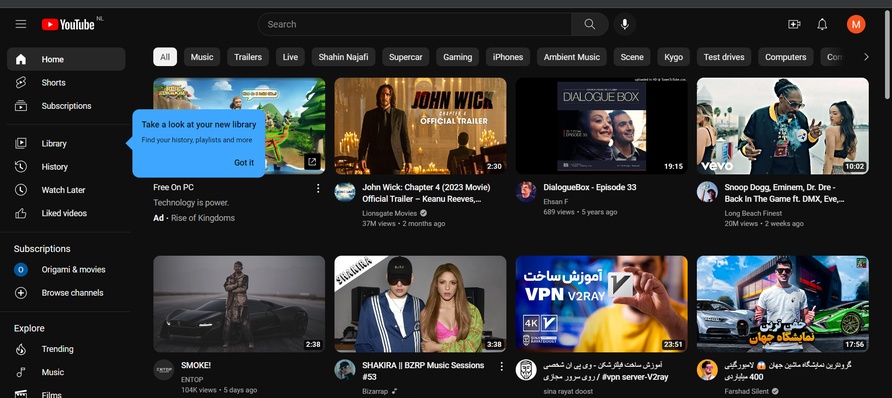 YouTube NL
Search
M
Home
Shorts
Subscriptions
Library
History
Watch Later
Liked videos
Subscriptions
O Origami & movies
Browse channels
Explore
Trending
Music
Films
All Music Trailers Live Shahin Najafi Supercar Gaming iPhones Ambient Music Scene Kygo Test drives Computers
Take a look at your new library
Find your history, playlists and more
Got it
Free On PC
Technology is power.
Ad · Rise of Kingdoms
JOHN WICK
OFFICIAL TRAILER
2:30
John Wick: Chapter 4 (2023 Movie)
Official Trailer – Keanu Reeves,...
Lionsgate Movies
37M views • 2 months ago
DIALOGUE BOX
19:15
DialogueBox - Episode 33
Ehsan F
689 views • 5 years ago
vevo
10:02
Snoop Dogg, Eminem, Dr. Dre -
Back In The Game ft. DMX, Eve,...
Long Beach Finest
20M views • 2 weeks ago
2:38
SMOKE!
ENTOP
104K views • 5 days ago
SHAKIRA
3:38
SHAKIRA || BZRP Music Sessions
#53
Bizarrap
آموزش ساخت
VPN V2RAY
4K
23:51
آموزش ساخت فیلترشکن - وی پی ان شخصی
روی سرور مجازی / #vpn server-V2ray
sina rayat doost
خفن ترین
نمایشگاه جهان
17:56
گرونترین نمایشگاه ماشین جهان 😱 لامبورگینی
400 میلیاردی
Farshad Silent